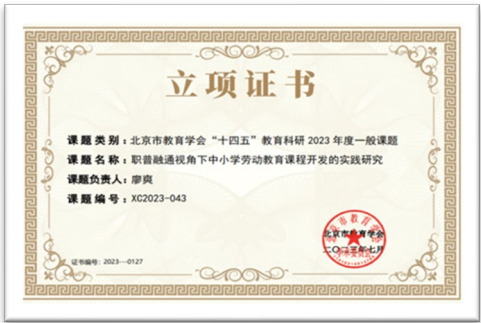 立项证书
课题类别：北京市教育学会“十四五”教育科研2023年度一般课题
课题名称：职普融通视角下中小学劳动教育课程开发的实践研究
课题负责人：廖爽
课题编号：XC2023-043
北京市教育学会
二〇二三年七月
证书编号：2023---0127